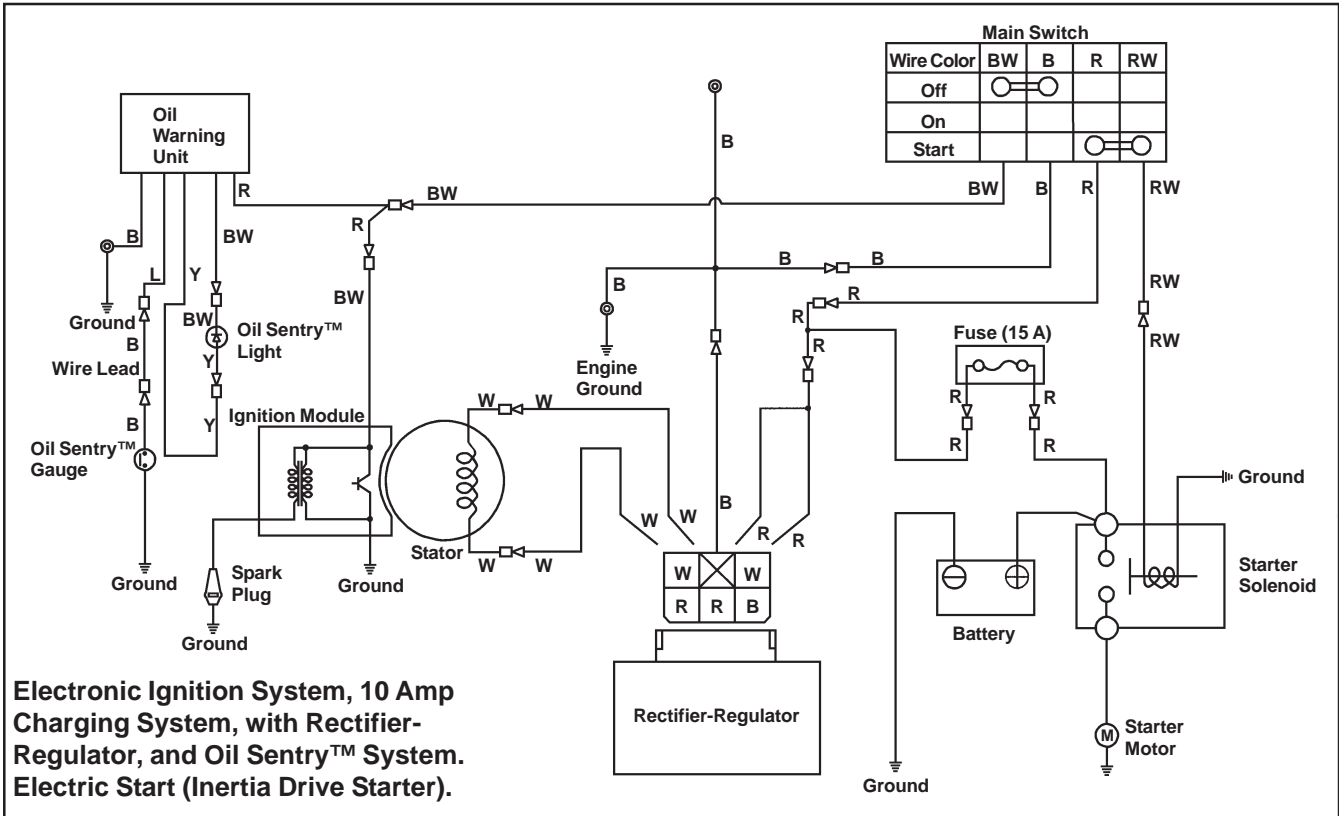 Main Switch
Wire Color BW B R RW
Off
On
Start
BW B R RW
Oil
Warning
Unit
R
BW
B
B
L
Y
BW
R
B
B
B
R
RW
Ground
BW
Oil Sentry™
Light
BW
R
R
Fuse (15 A)
RW
B
Wire Lead
Y
Engine
Ground
R
R
B
Y
Ignition Module
W
W
R
R
Oil Sentry™
Gauge
Ground
B
W
W
R
R
Stator
W
W
Ground
Spark
Plug
Ground
Ground
W W
R R B
Starter
Solenoid
Battery
Rectifier-Regulator
Starter
Motor
M
Ground
Electronic Ignition System, 10 Amp
Charging System, with Rectifier-
Regulator, and Oil Sentry™ System.
Electric Start (Inertia Drive Starter).